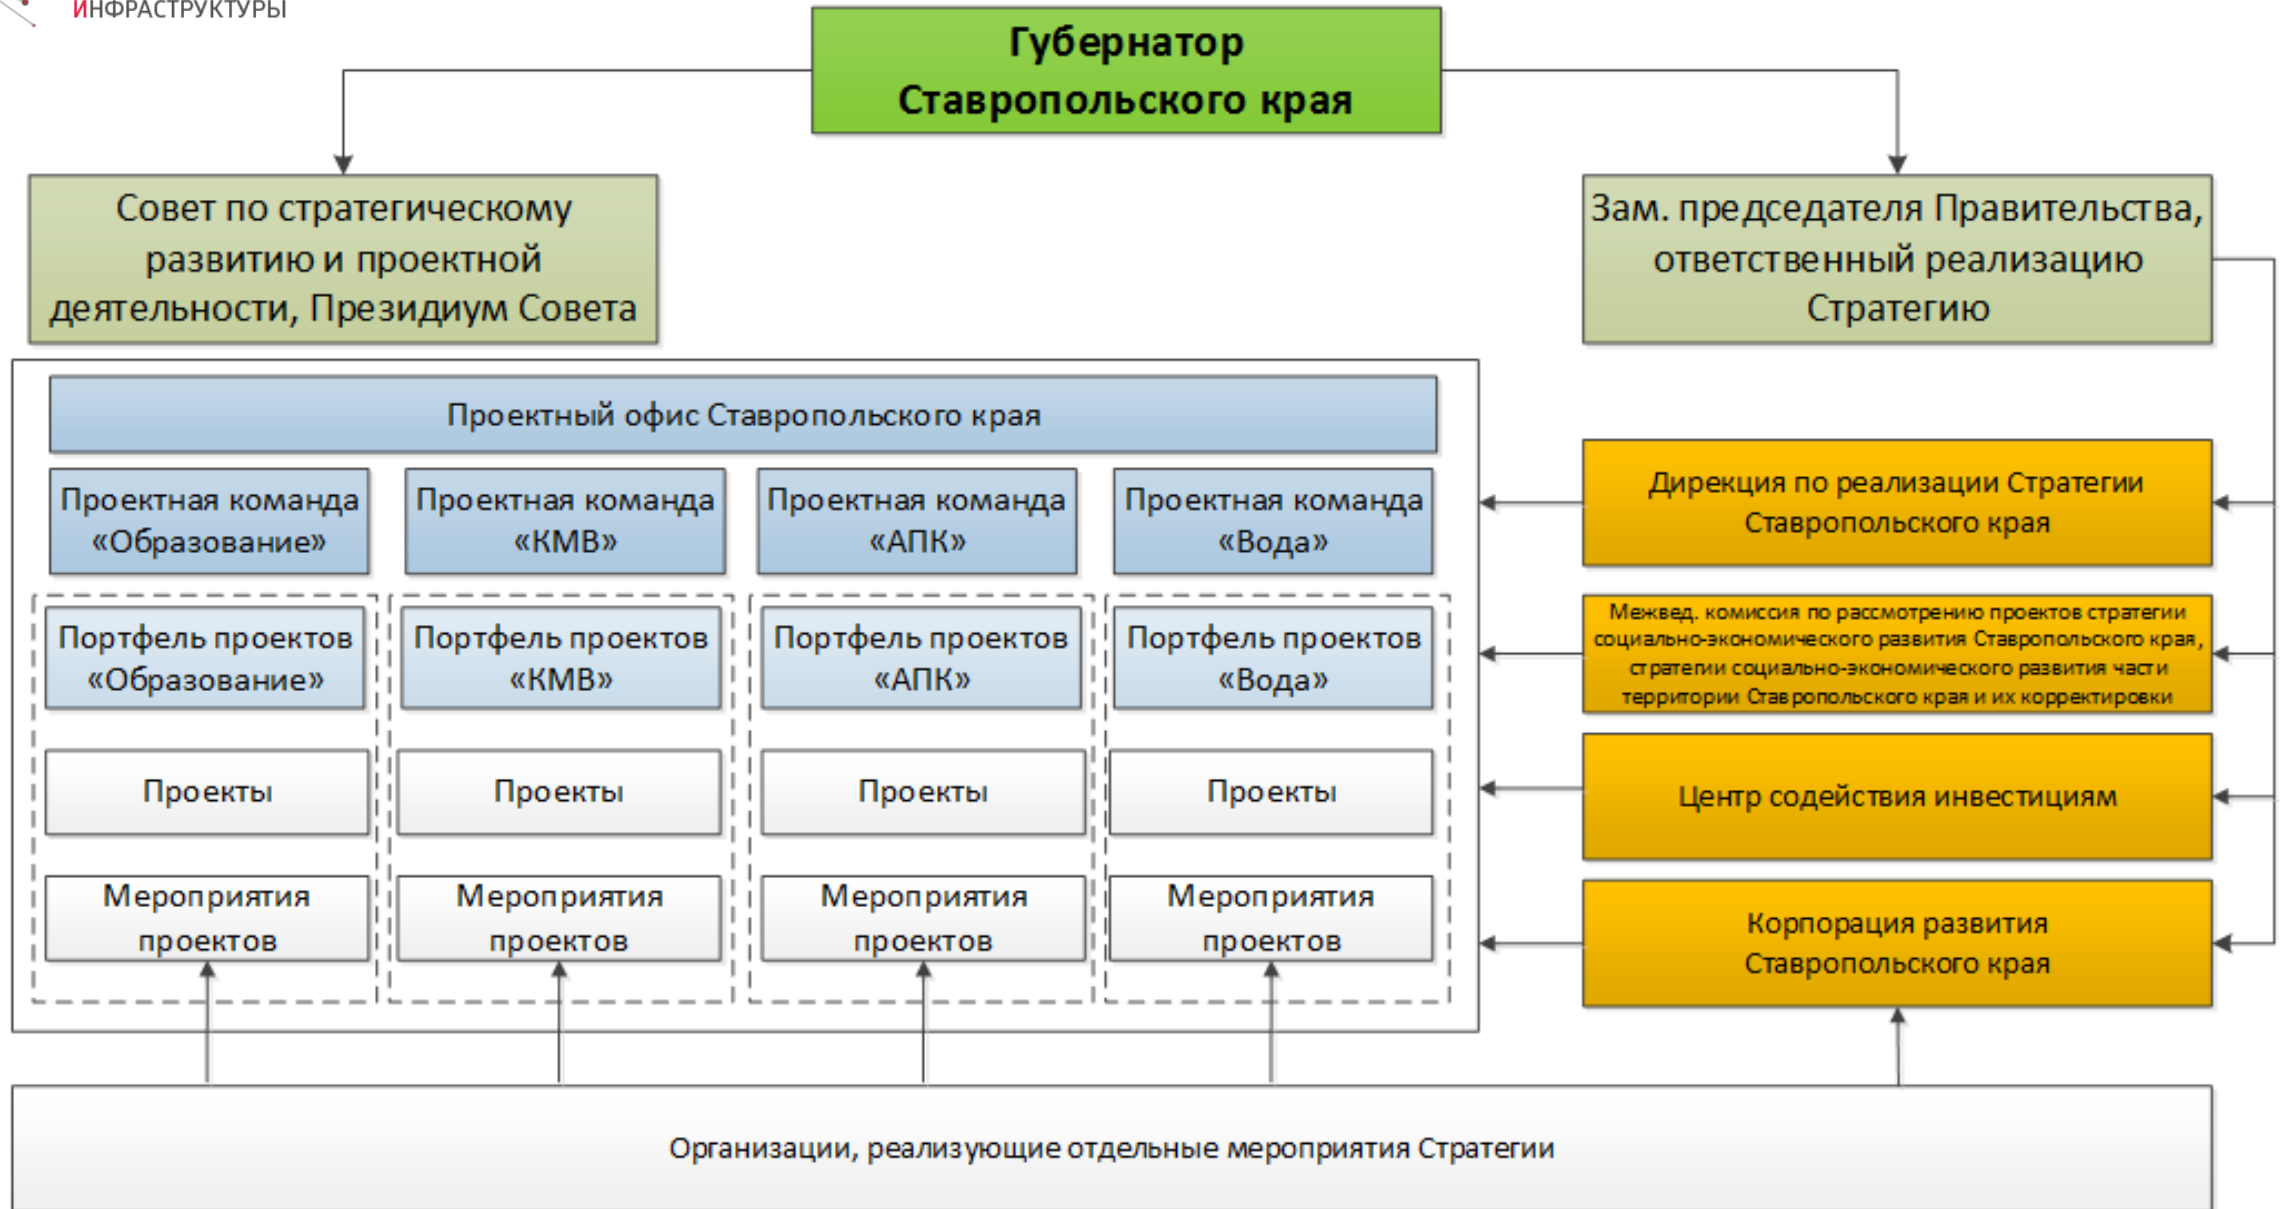 ИНФРАСТРУКТУРЫ
Губернатор
Ставропольского края
Совет по стратегическому
развитию и проектной
деятельности, Президиум Совета
Зам. председателя Правительства,
ответственный реализацию
Стратегию
Проектный офис Ставропольского края
Проектная команда
«Образование»
Проектная команда
«КМВ»
Проектная команда
«АПК»
Проектная команда
«Вода»
Портфель проектов
«Образование»
Портфель проектов
«КМВ»
Портфель проектов
«АПК»
Портфель проектов
«Вода»
Проекты
Проекты
Проекты
Проекты
Мероприятия
проектов
Мероприятия
проектов
Мероприятия
проектов
Мероприятия
проектов
Дирекция по реализации Стратегии
Ставропольского края
Межвед. комиссия по рассмотрению проектов стратегии
социально-экономического развития Ставропольского края,
стратегии социально-экономического развития части
территории Ставропольского края и их корректировки
Центр содействия инвестициям
Корпорация развития
Ставропольского края
Организации, реализующие отдельные мероприятия Стратегии